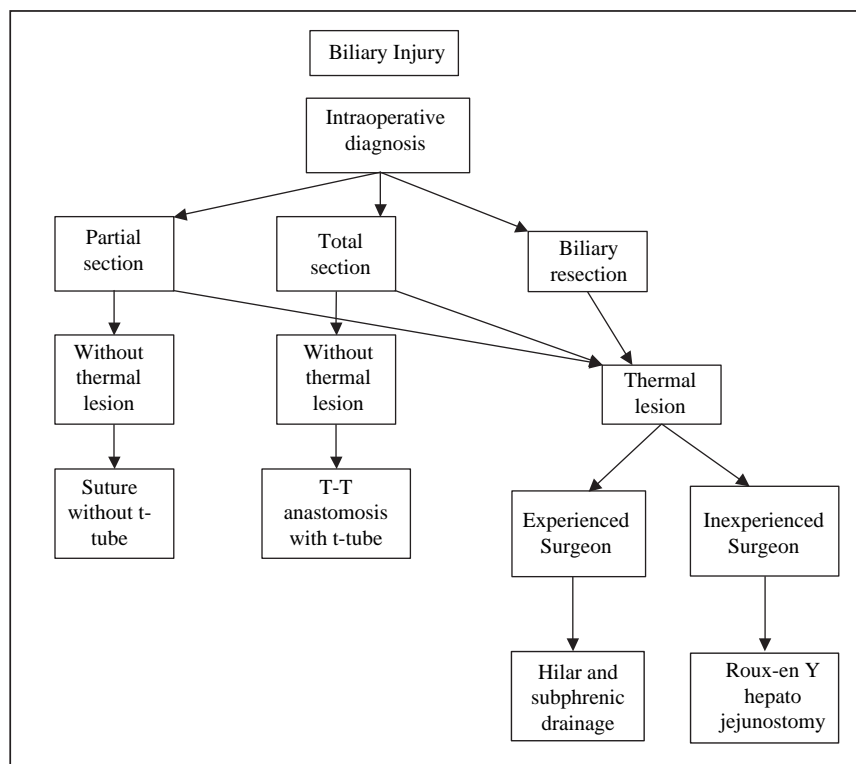 Biliary Injury
Intraoperative
diagnosis
Partial
section
Total
section
Biliary
resection
Without
thermal
lesion
Without
thermal
lesion
Thermal
lesion
Suture
without t-
tube
T-T
anastomosis
with t-tube
Experienced
Surgeon
Inexperienced
Surgeon
Hilar and
subphrenic
drainage
Roux-en Y
hepato
jejunostomy